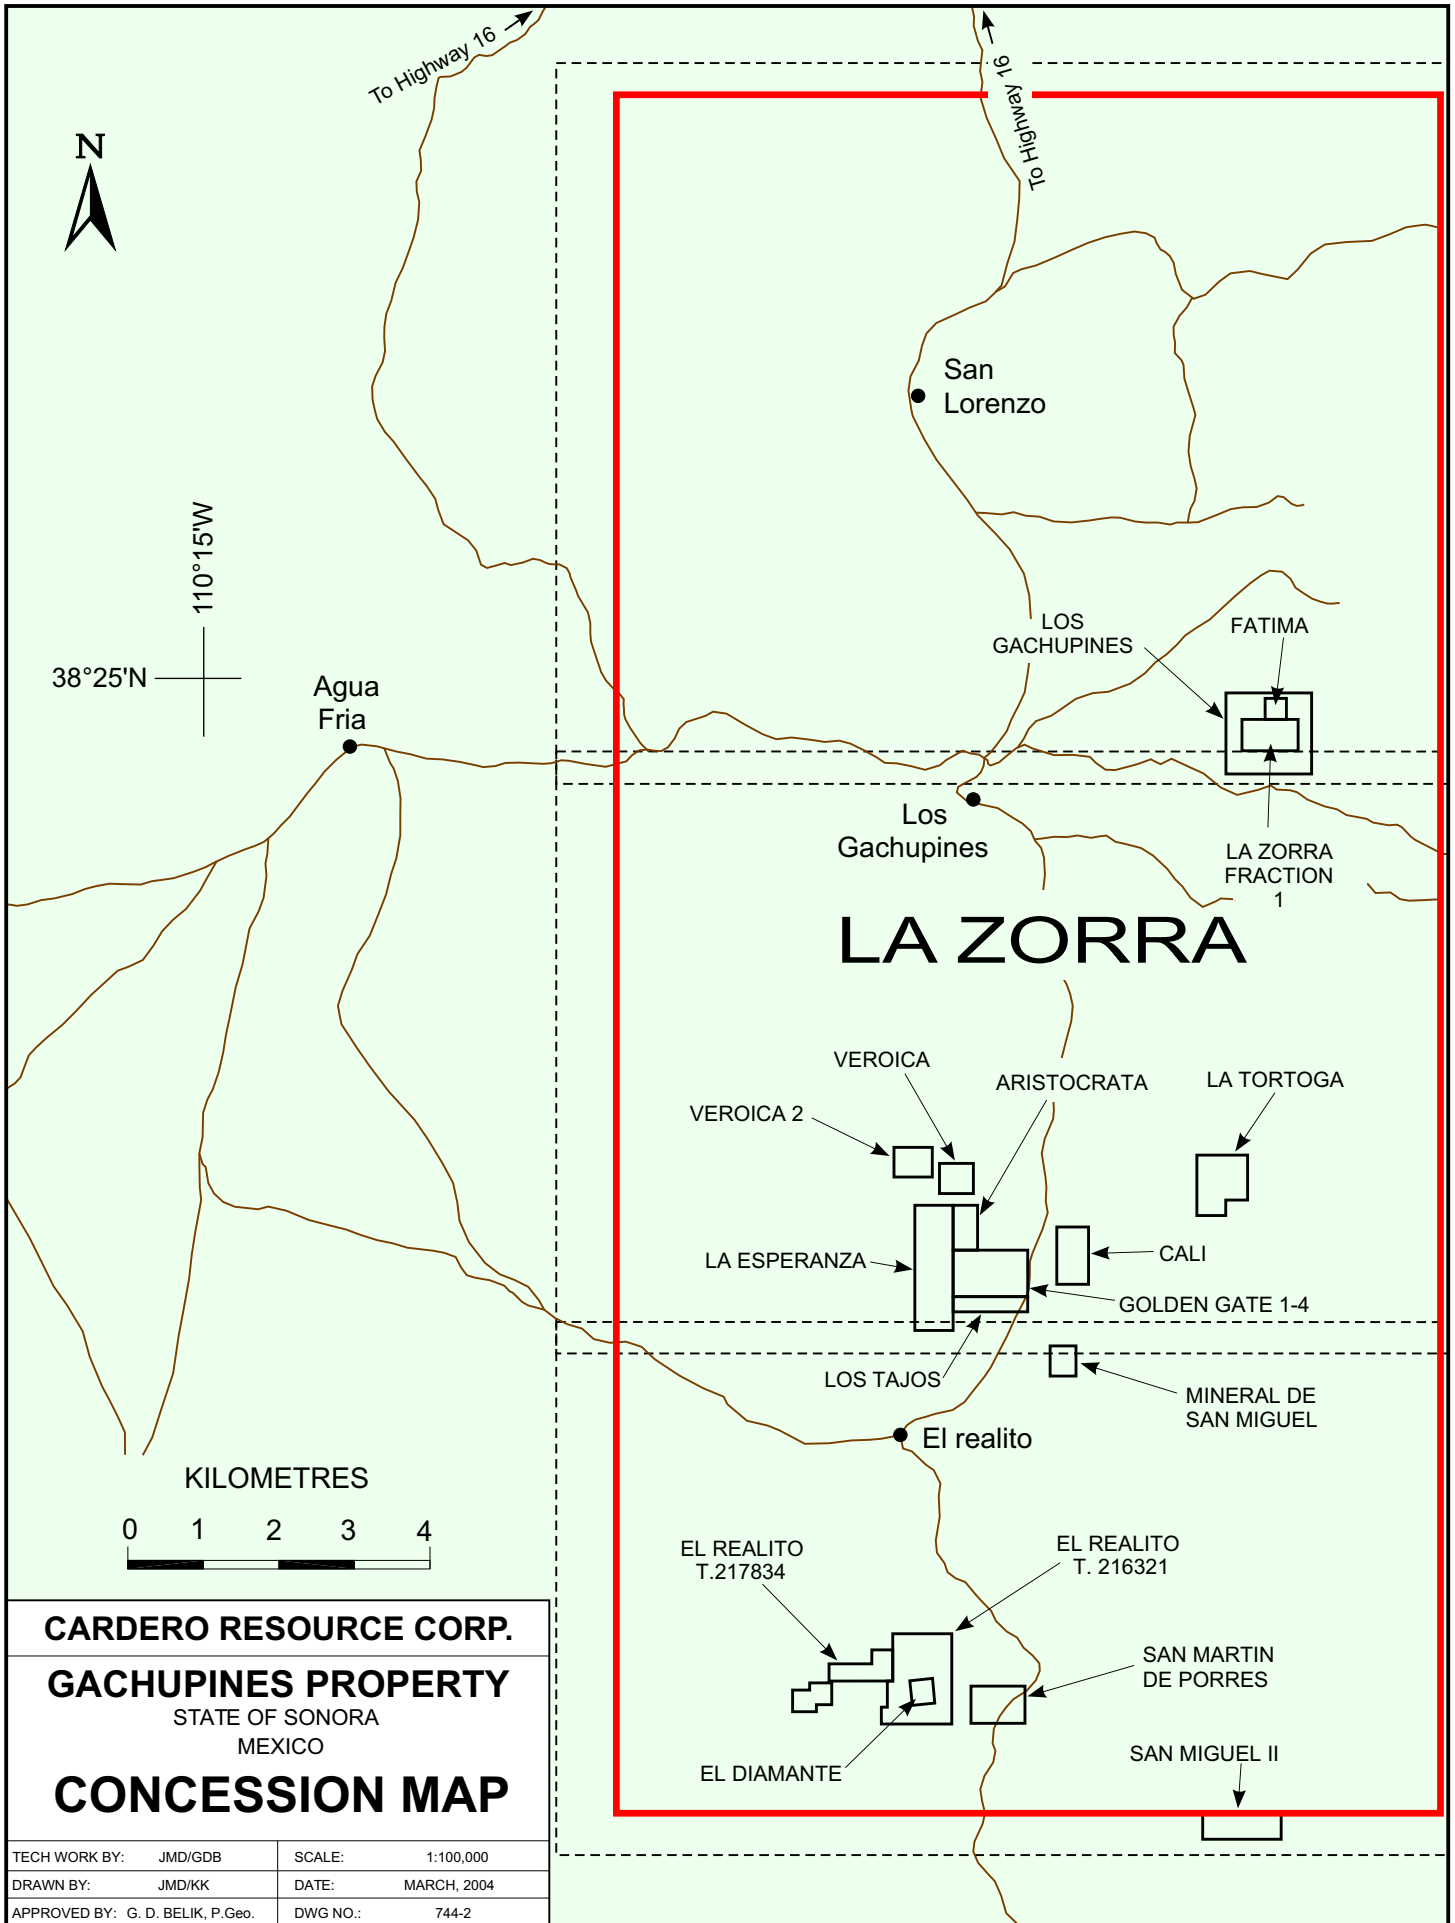 To Highway 16
To Highway 16
N
San
Lorenzo
110°15'W
38°25'N
Agua
Fria
LOS
GACHUPINES
FATIMA
Los
Gachupines
LA ZORRA
FRACTION
1
LA ZORRA
VEROICA
ARISTOCRATA
LA TORTOGA
VEROICA 2
LA ESPERANZA
CALI
GOLDEN GATE 1-4
LOS TAJOS
MINERAL DE
SAN MIGUEL
El realito
KILOMETRES
0 1 2 3 4
EL REALITO
T.217834
EL REALITO
T. 216321
SAN MARTIN
DE PORRES
EL DIAMANTE
SAN MIGUEL II
CARDERO RESOURCE CORP.
GACHUPINES PROPERTY
STATE OF SONORA
MEXICO
CONCESSION MAP
TECH WORK BY: JMD/GDB SCALE: 1:100,000
DRAWN BY: JMD/KK DATE: MARCH, 2004
APPROVED BY: G. D. BELIK, P.Geo. DWG NO.: 744-2